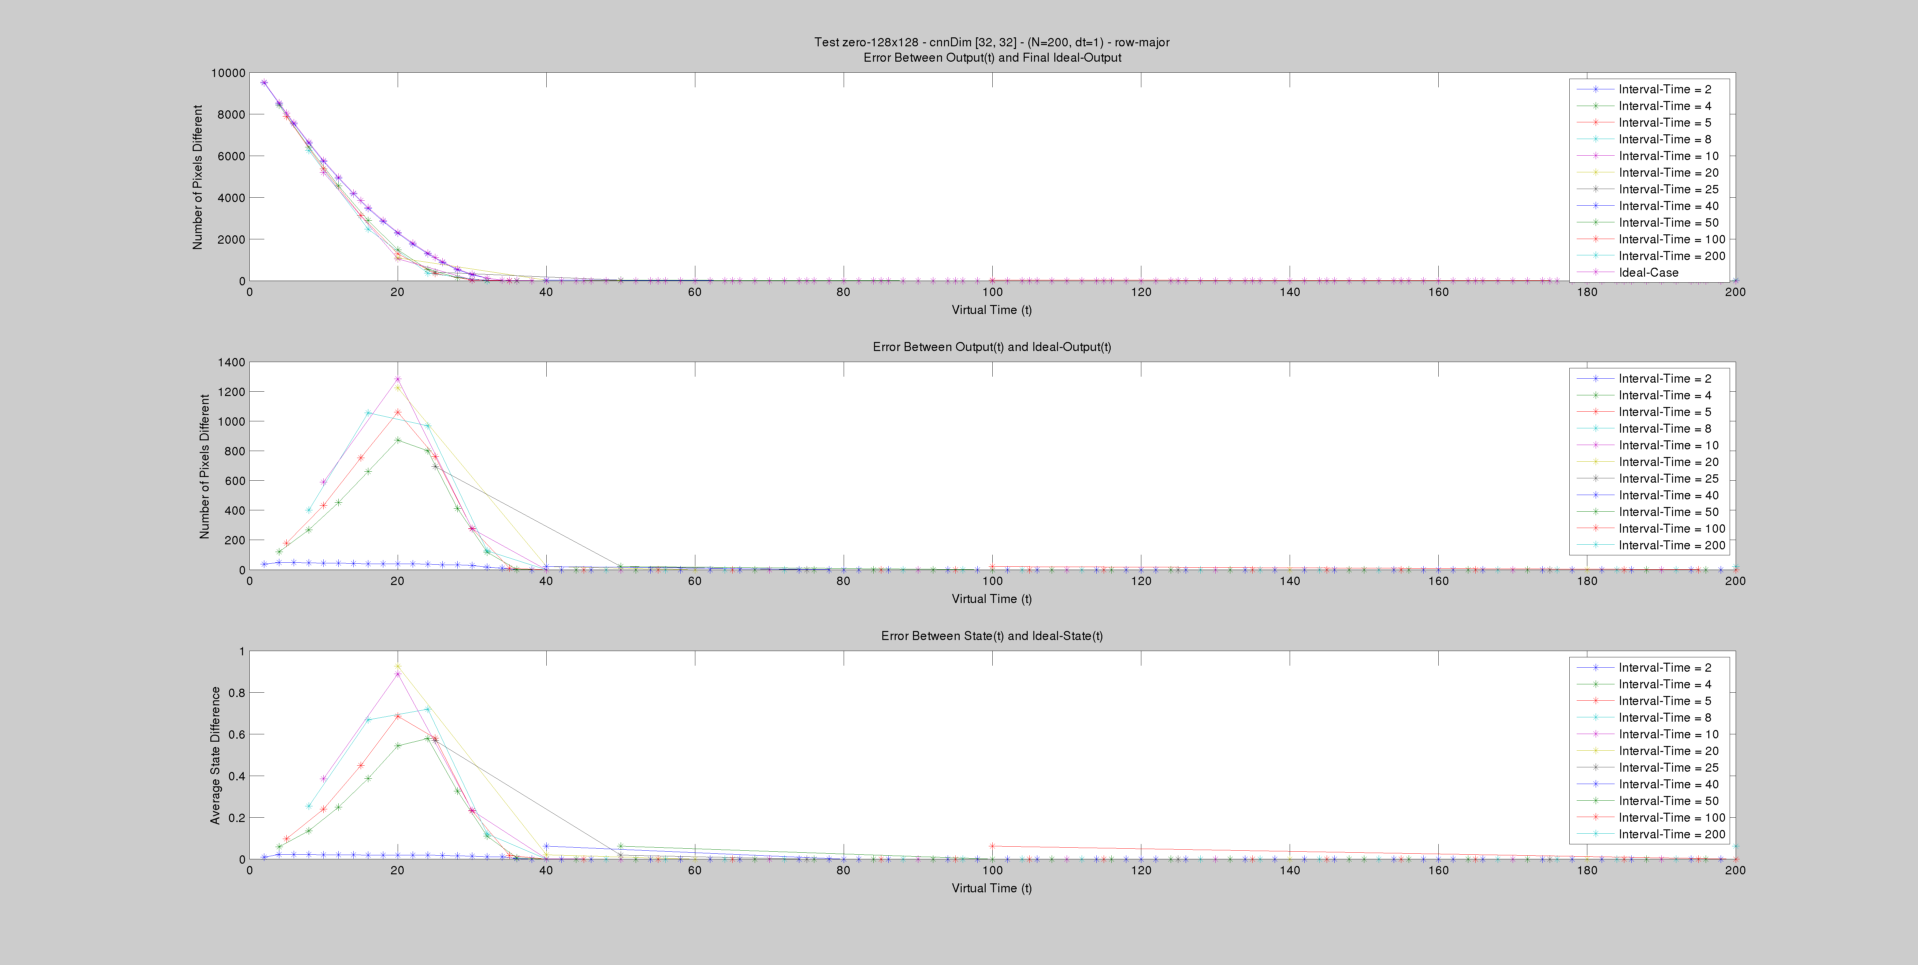 Test zero-128x128 - cnnDim [32, 32] - (N=200, dt=1) - row-major
Error Between Output(t) and Final Ideal-Output
Number of Pixels Different
10000
8000
6000
4000
2000
0
0 20 40 60 80 100 120 140 160 180 200
Virtual Time (t)
Interval-Time = 2
Interval-Time = 4
Interval-Time = 5
Interval-Time = 8
Interval-Time = 10
Interval-Time = 20
Interval-Time = 25
Interval-Time = 40
Interval-Time = 50
Interval-Time = 100
Interval-Time = 200
Ideal-Case
Error Between Output(t) and Ideal-Output(t)
Number of Pixels Different
1400
1200
1000
800
600
400
200
0
0 20 40 60 80 100 120 140 160 180 200
Virtual Time (t)
Interval-Time = 2
Interval-Time = 4
Interval-Time = 5
Interval-Time = 8
Interval-Time = 10
Interval-Time = 20
Interval-Time = 25
Interval-Time = 40
Interval-Time = 50
Interval-Time = 100
Interval-Time = 200
Error Between State(t) and Ideal-State(t)
Average State Difference
1
0.8
0.6
0.4
0.2
0
0 20 40 60 80 100 120 140 160 180 200
Virtual Time (t)
Interval-Time = 2
Interval-Time = 4
Interval-Time = 5
Interval-Time = 8
Interval-Time = 10
Interval-Time = 20
Interval-Time = 25
Interval-Time = 40
Interval-Time = 50
Interval-Time = 100
Interval-Time = 200